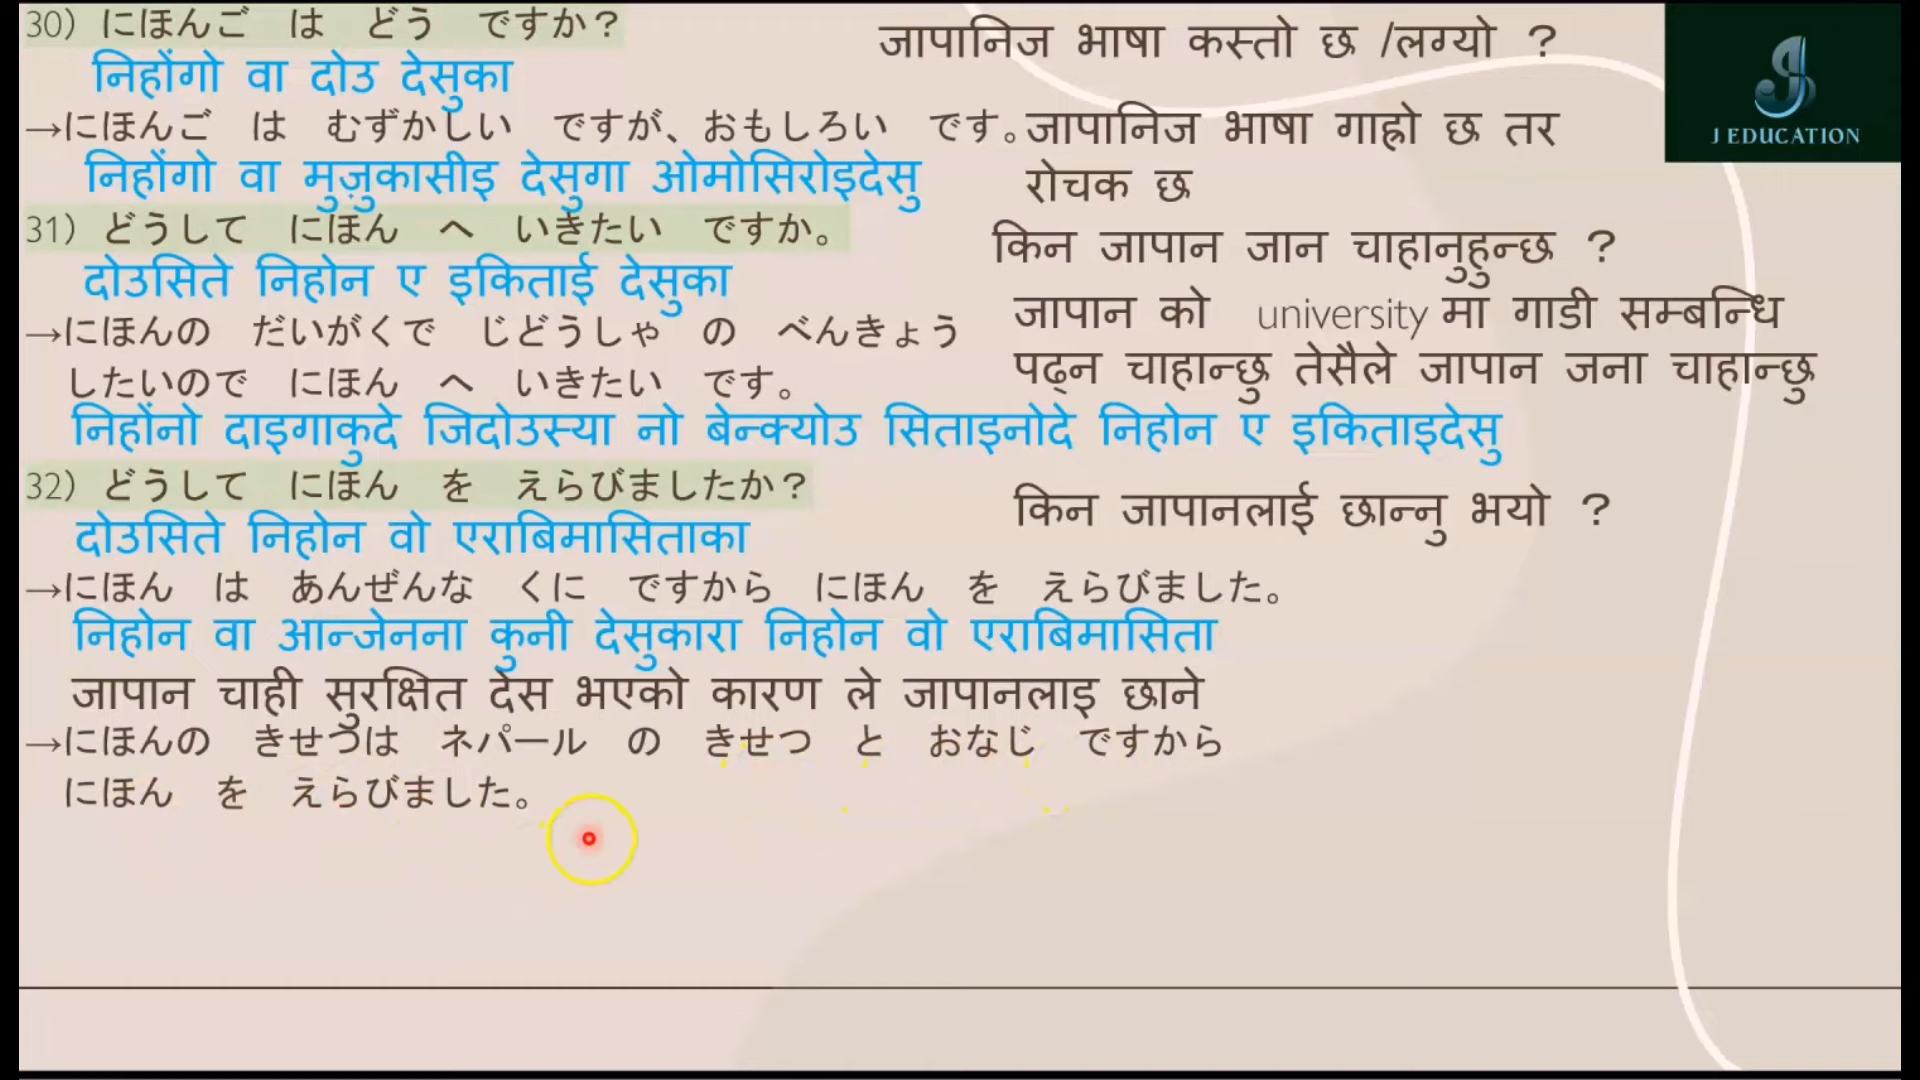 30）にほんご　は　どう　ですか？
जापानिज भाषा कस्तो छ /लग्यो ?
निहोंगो वा दोउ देसुका
→にほんご　は　むずかしい　ですが、おもしろい　です。
जापानिज भाषा गाह्रो छ तर
रोचक छ
निहोंगो वा मुज़ुकासीइ देसुगा ओमोसिरोइदेसु
31）どうして　にほん　へ　いきたい　ですか。
किन जापान जान चाहानुहुन्छ ?
दोउसिते निहोन ए इकिताई देसुका
→にほんの　だいがくで　じどうしゃ　の　べんきょう
したいので　にほん　へ　いきたい　です。
जापान को university मा गाडी सम्बन्धि
पढ्न चाहान्छु तेसैले जापान जना चाहान्छु
निहोंनो दाइगाकुदे जिदोउस्या नो बेन्क्योउ सिताइनोदे निहोन ए इकिताइदेसु
32）どうして　にほん　を　えらびましたか？
किन जापानलाई छान्नु भयो ?
दोउसिते निहोन वो एराबिमासिताका
→にほん　は　あんぜんな　くに　ですから　にほん　を　えらびました。
निहोन वा आन्जेनना कुनी देसुकारा निहोन वो एराबिमासिता
जापान चाही सुरक्षित देस भएको कारण ले जापानलाइ छाने
→にほんの　きせつは　ネパール　の　きせつ　と　おなじ　ですから
にほん　を　えらびました。
J EDUCATION